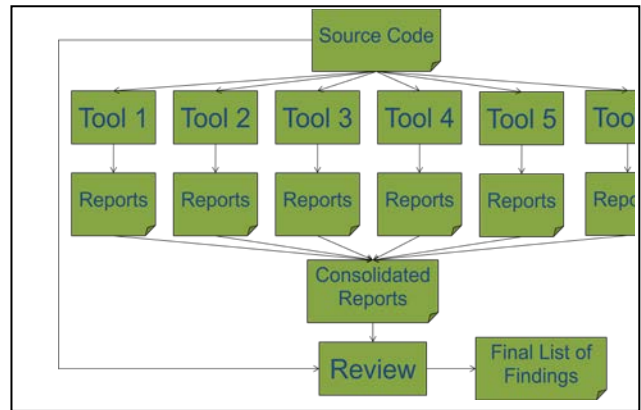 Source Code
Tool 1
Tool 2
Tool 3
Tool 4
Tool 5
Reports
Reports
Reports
Reports
Reports
Consolidated
Reports
Review
Final List of
Findings